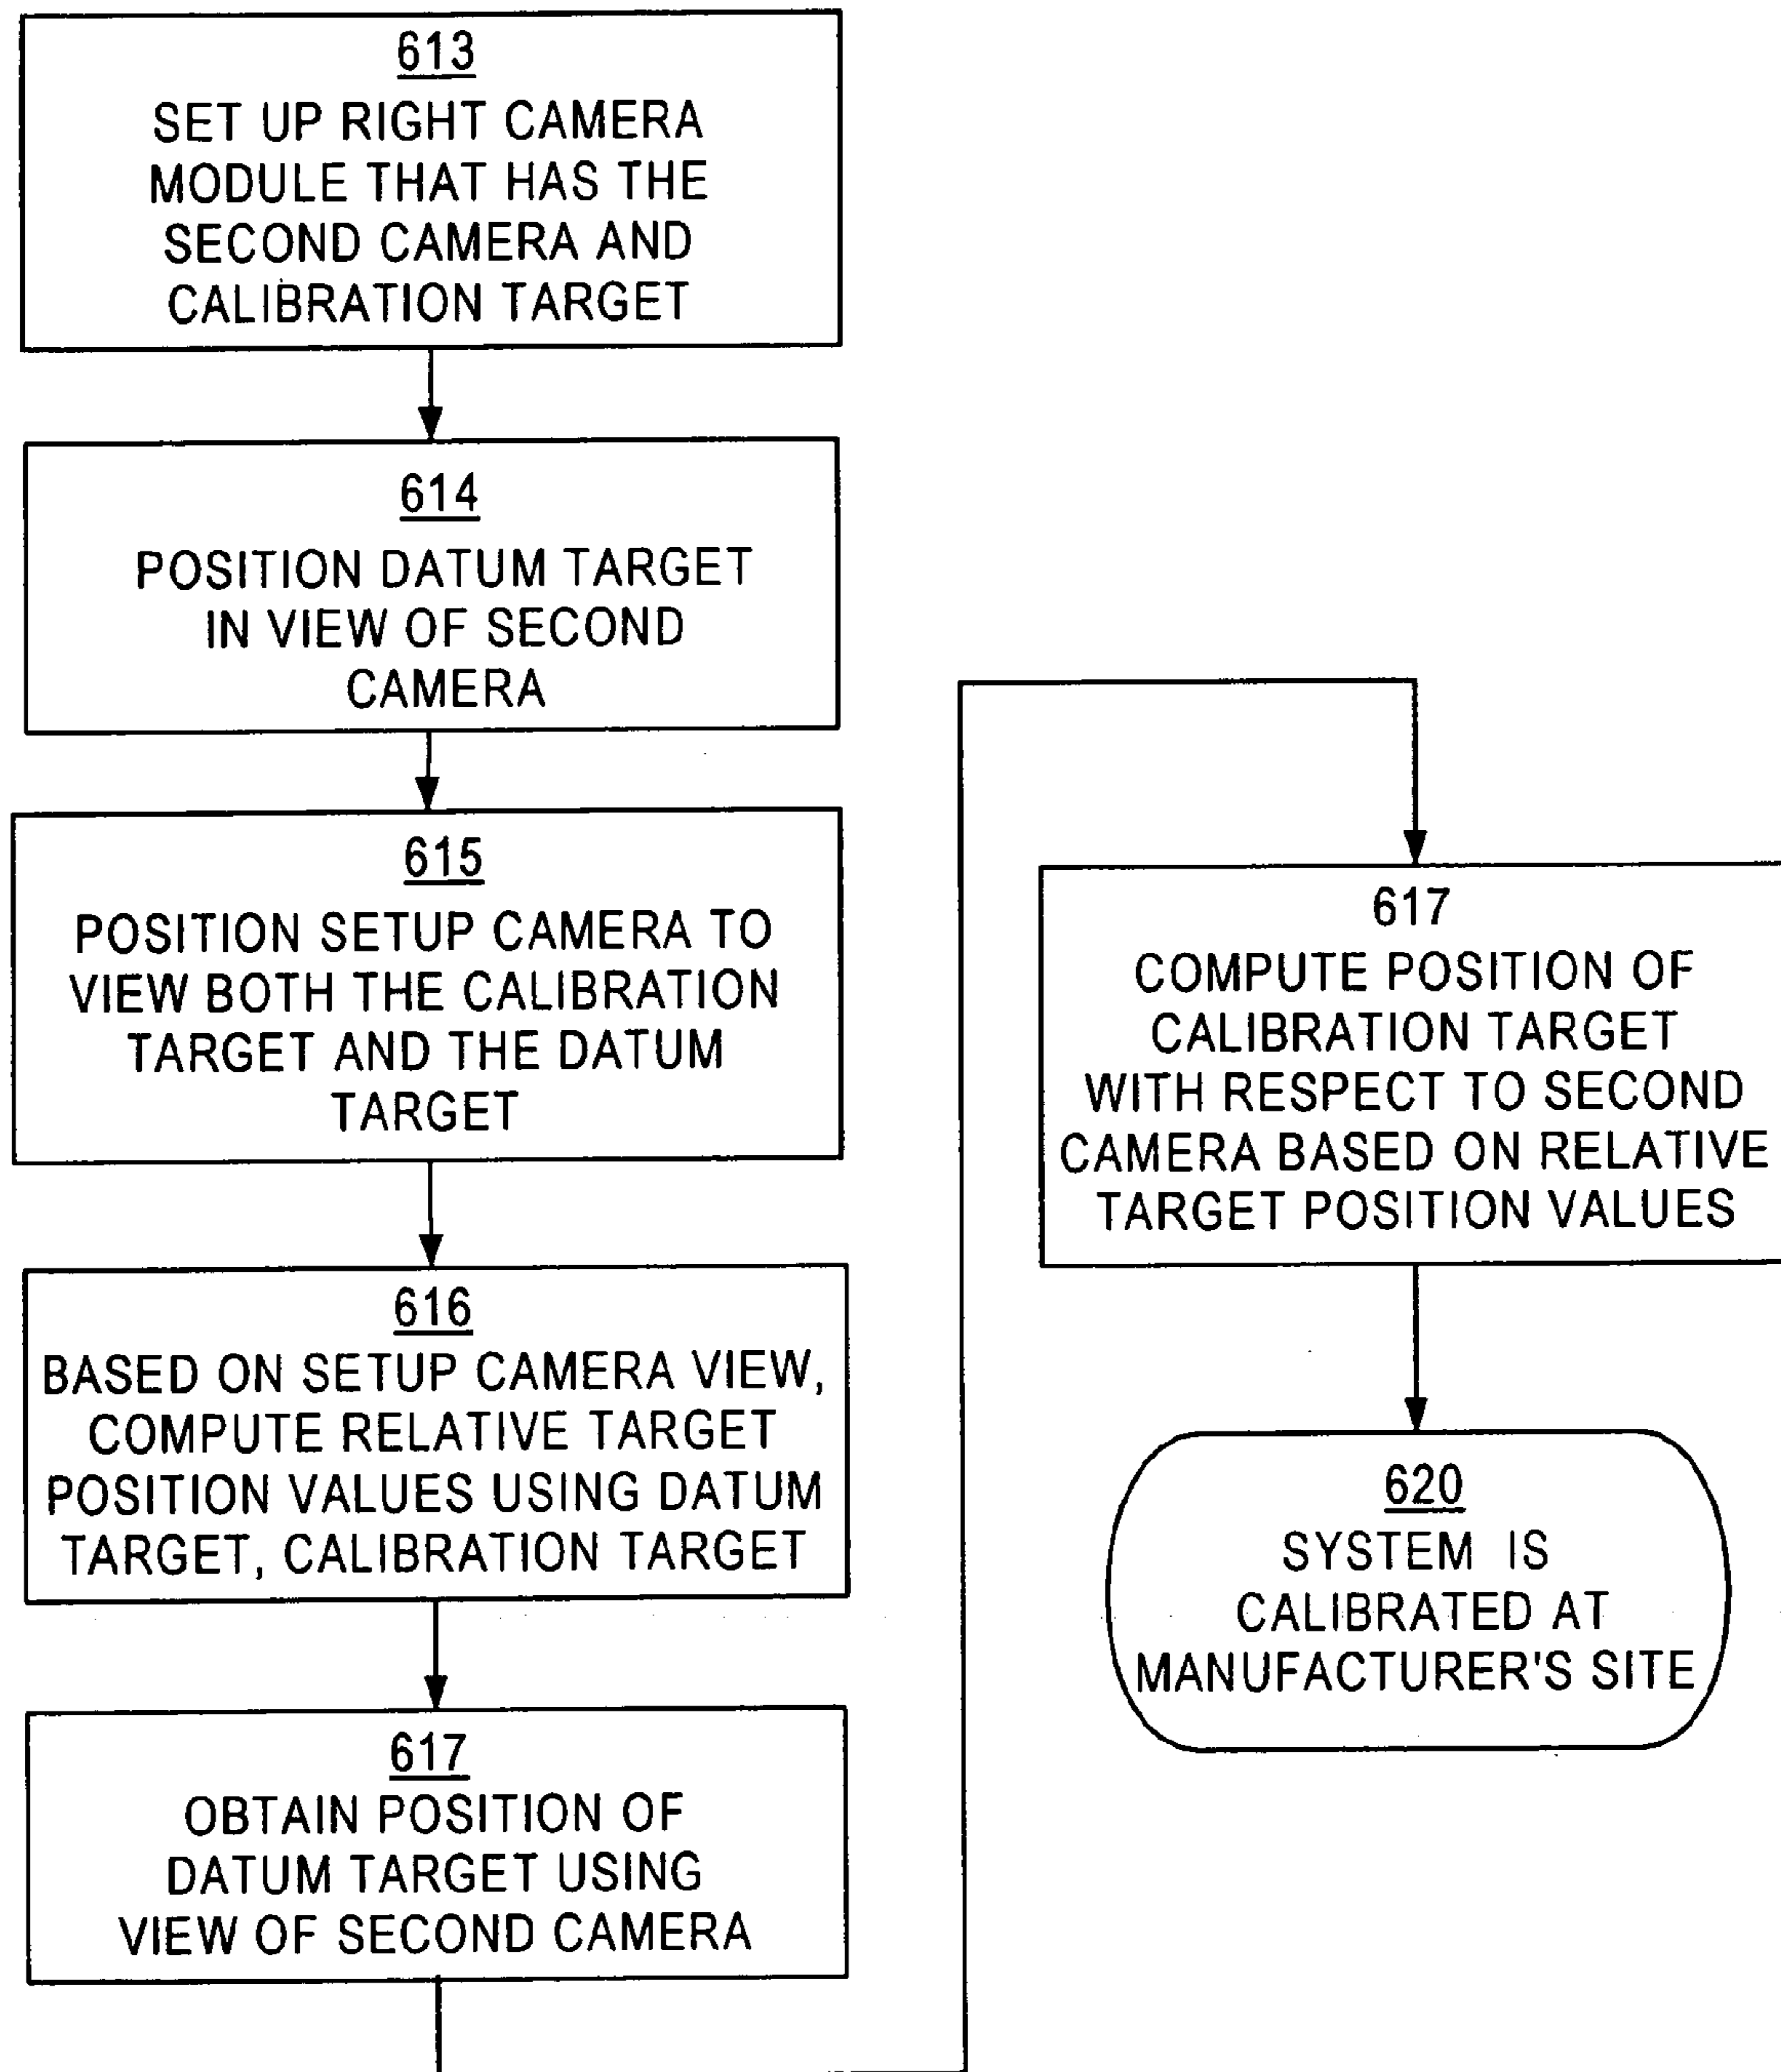 613
SET UP RIGHT CAMERA
MODULE THAT HAS THE
SECOND CAMERA AND
CALIBRATION TARGET
614
POSITION DATUM TARGET
IN VIEW OF SECOND
CAMERA
615
POSITION SETUP CAMERA TO
VIEW BOTH THE CALIBRATION
TARGET AND THE DATUM
TARGET
616
BASED ON SETUP CAMERA VIEW,
COMPUTE RELATIVE TARGET
POSITION VALUES USING DATUM
TARGET, CALIBRATION TARGET
617
OBTAIN POSITION OF
DATUM TARGET USING
VIEW OF SECOND CAMERA
617
COMPUTE POSITION OF
CALIBRATION TARGET
WITH RESPECT TO SECOND
CAMERA BASED ON RELATIVE
TARGET POSITION VALUES
620
SYSTEM IS
CALIBRATED AT
MANUFACTURER'S SITE